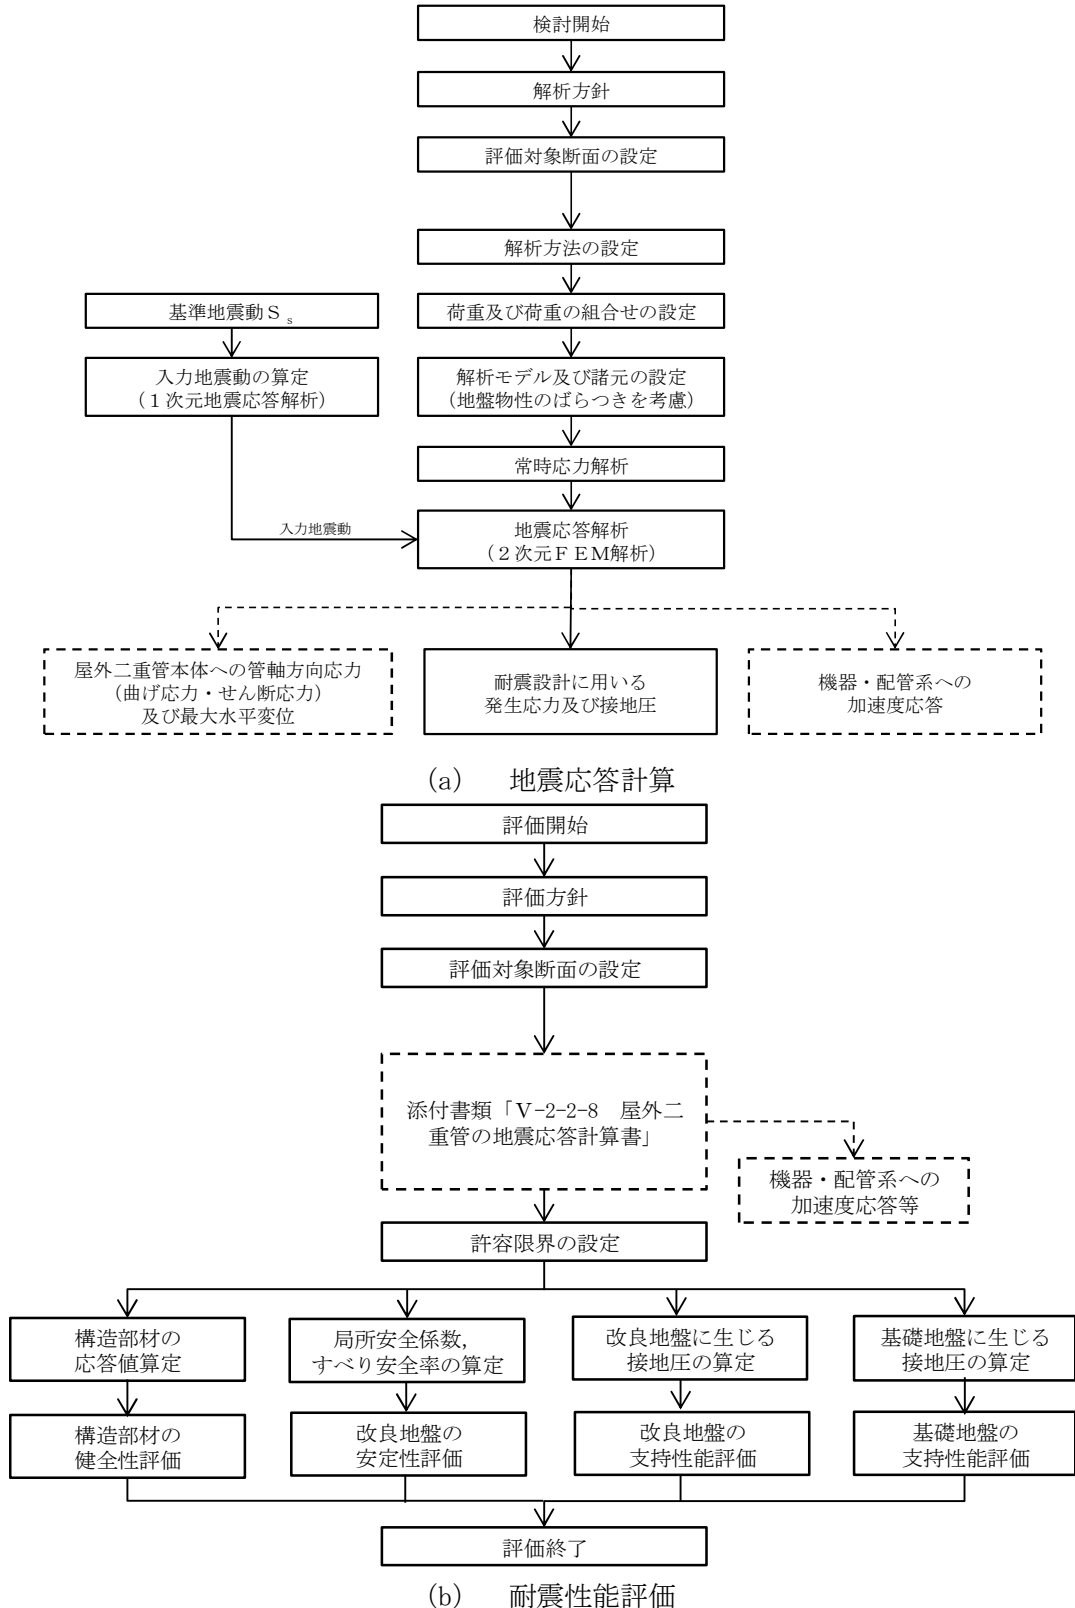 検討開始
解析方針
評価対象断面の設定
解析方法の設定
基準地震動Ｓs
荷重及び荷重の組合せの設定
入力地震動の算定
（１次元地震応答解析）
解析モデル及び諸元の設定
（地盤物性のばらつきを考慮）
常時応力解析
入力地震動
地震応答解析
（２次元ＦＥＭ解析）
屋外二重管本体への管軸方向応力
（曲げ応力・せん断応力）
及び最大水平変位
耐震設計に用いる
発生応力及び接地圧
機器・配管系への
加速度応答
(a)　地震応答計算
評価開始
評価方針
評価対象断面の設定
添付書類「Ⅴ-2-2-8　屋外二
重管の地震応答計算書」
機器・配管系への
加速度応答等
許容限界の設定
構造部材の
応答値算定
局所安全係数，
すべり安全率の算定
改良地盤に生じる
接地圧の算定
基礎地盤に生じる
接地圧の算定
構造部材の
健全性評価
改良地盤の
安定性評価
改良地盤の
支持性能評価
基礎地盤の
支持性能評価
評価終了
(b)　耐震性能評価